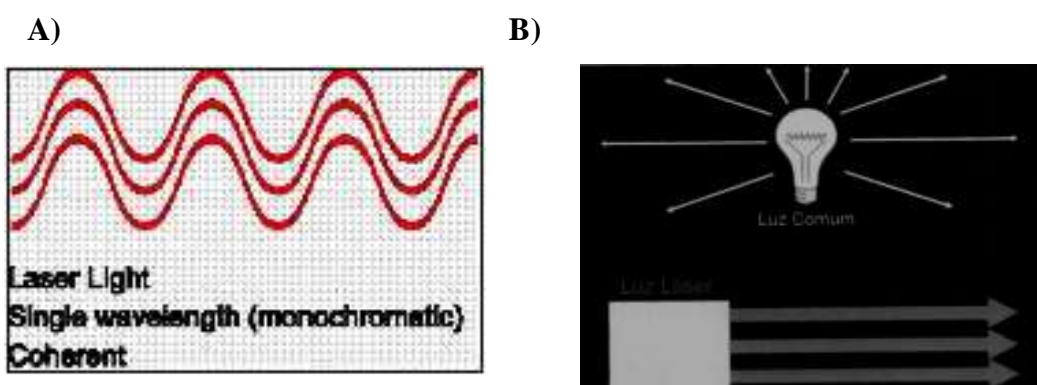 A)
B)
Laser Light
Single wavelength (monochromatic)
Coherent
Luz Comum
Luz Laser